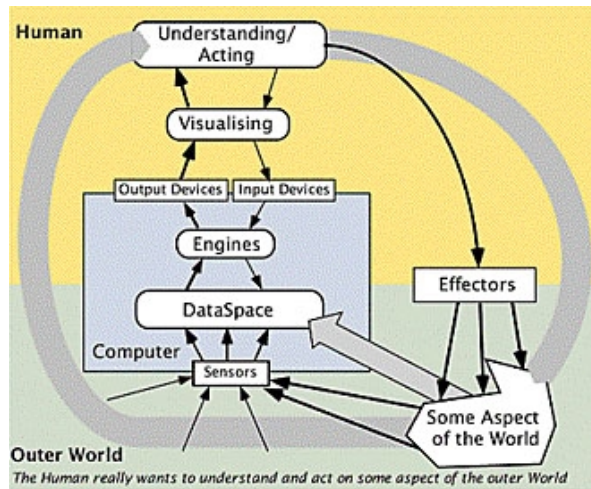 Human
Understanding/
Acting
Visualising
Output Devices
Input Devices
Engines
Effectors
DataSpace
Computer
Sensors
Some Aspect
of the World
Outer World
The Human really wants to understand and act on some aspect of the outer World